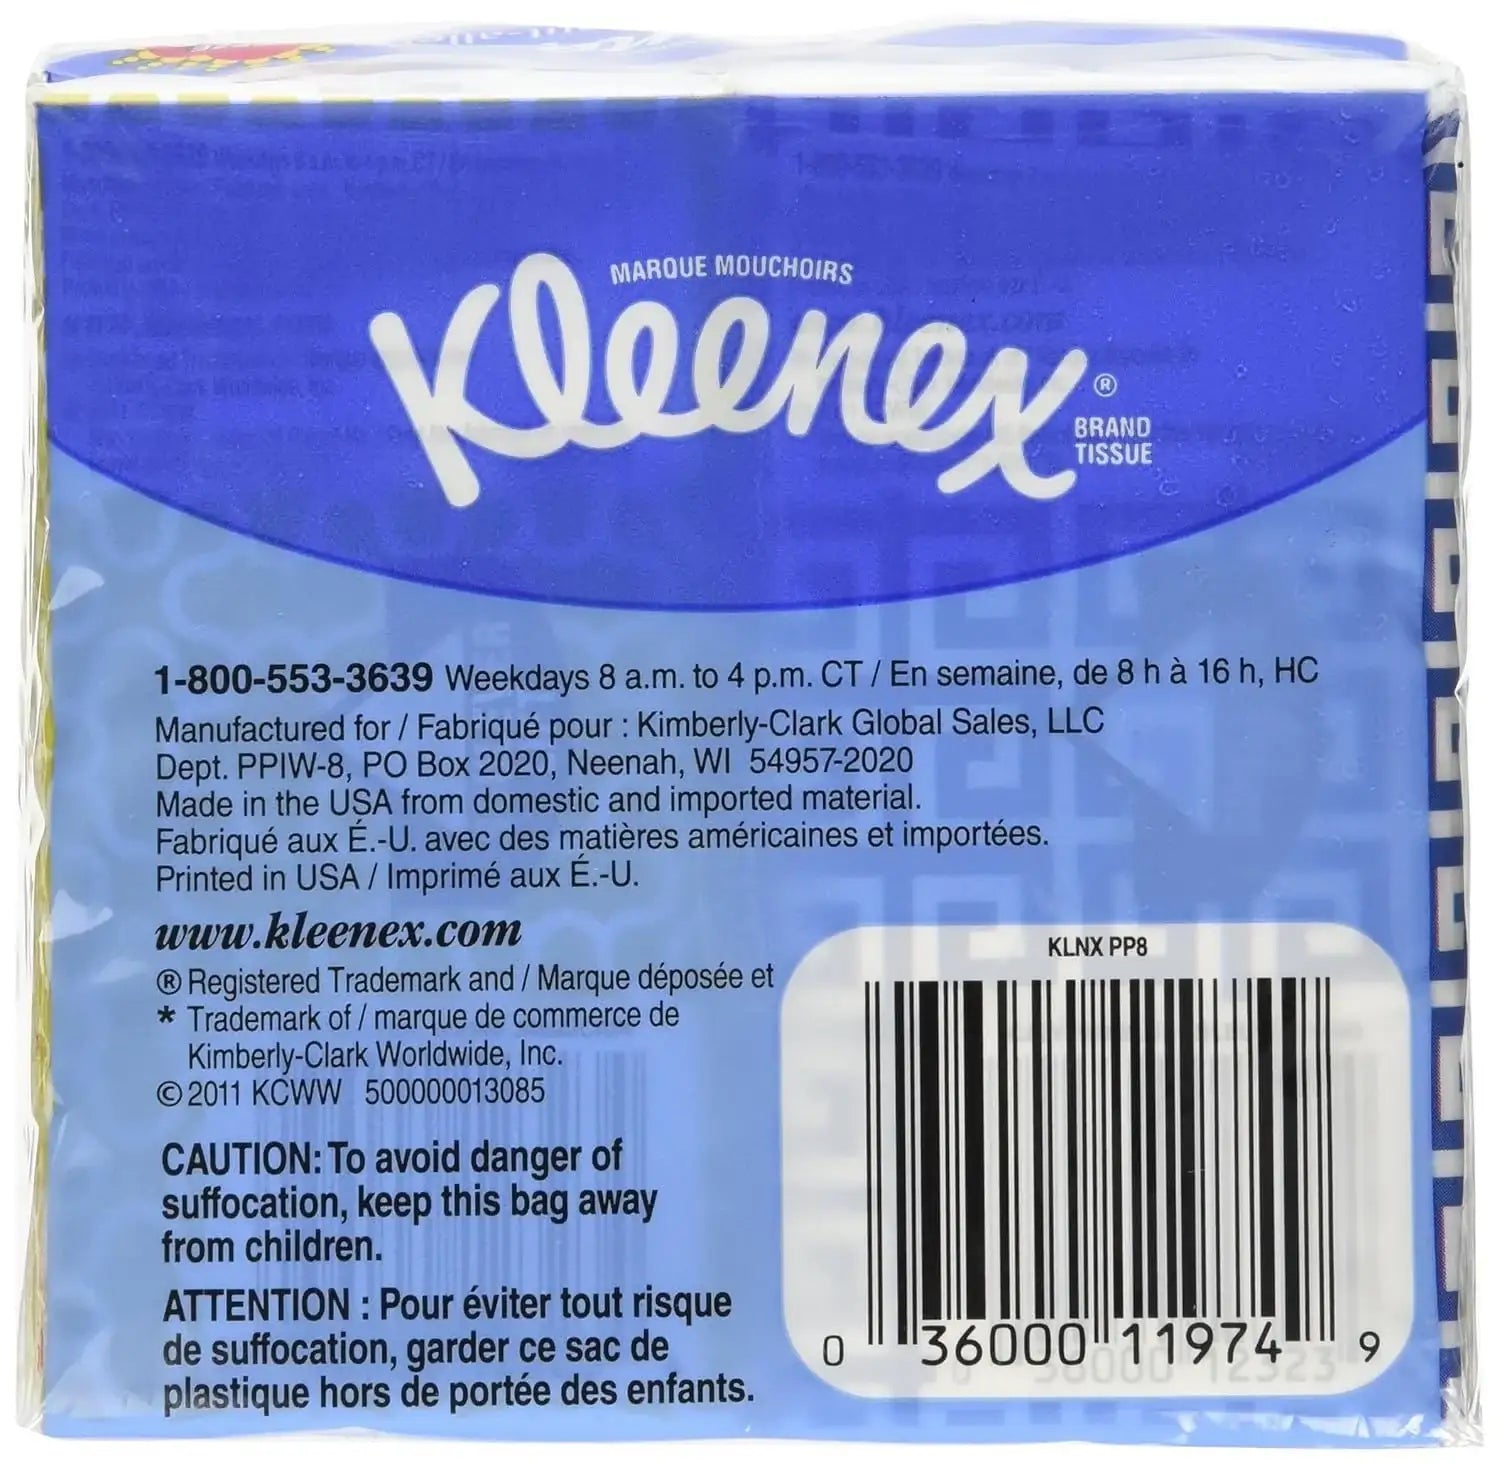 MARQUE MOUCHOIRS
Kleenex®
BRAND
TISSUE
1-800-553-3639 Weekdays 8 a.m. to 4 p.m. CT / En semaine, de 8 h à 16 h, HC
Manufactured for / Fabriqué pour : Kimberly-Clark Global Sales, LLC
Dept. PPIW-8, PO Box 2020, Neenah, WI 54957-2020
Made in the USA from domestic and imported material.
Fabriqué aux É.-U. avec des matières américaines et importées.
Printed in USA / Imprimé aux É.-U.
www.kleenex.com
® Registered Trademark and / Marque déposée et
* Trademark of / marque de commerce de
Kimberly-Clark Worldwide, Inc.
© 2011 KCWW 500000013085
CAUTION: To avoid danger of
suffocation, keep this bag away
from children.
ATTENTION : Pour éviter tout risque
de suffocation, garder ce sac de
plastique hors de portée des enfants.
KLNX PP8
0 36000 11974 9